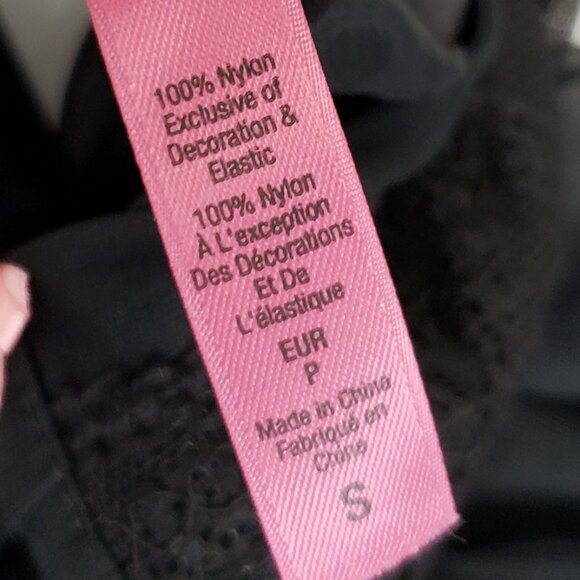 100% Nylon
Exclusive of
Decoration &
Elastic
100% Nylon
À L'exception
Des Décorations
Et De
L'élastique
EUR
P
Made in China
Fabriqué en
Chine
S